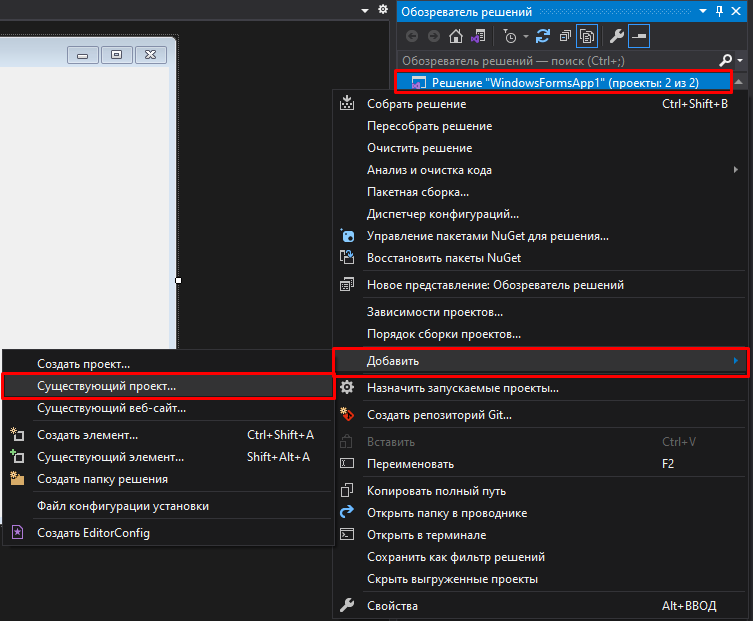 Обозреватель решений
Обозреватель решений — поиск (Ctrl+;)
Решение "WindowsFormsApp1" (проекты: 2 из 2)
Собрать решение Ctrl+Shift+B
Пересобрать решение
Очистить решение
Анализ и очистка кода
Пакетная сборка...
Диспетчер конфигураций...
Управление пакетами NuGet для решения...
Восстановить пакеты NuGet
Новое представление: Обозреватель решений
Зависимости проектов...
Порядок сборки проектов...
Добавить
Назначить запускаемые проекты...
Создать репозиторий Git...
Вставить Ctrl+V
Переименовать F2
Копировать полный путь
Открыть папку в проводнике
Открыть в терминале
Сохранить как фильтр решений
Скрыть выгруженные проекты
Свойства Alt+ВВОД
Создать проект...
Существующий проект...
Существующий веб-сайт...
Создать элемент... Ctrl+Shift+A
Существующий элемент... Shift+Alt+A
Создать папку решения
Файл конфигурации установки
Создать EditorConfig